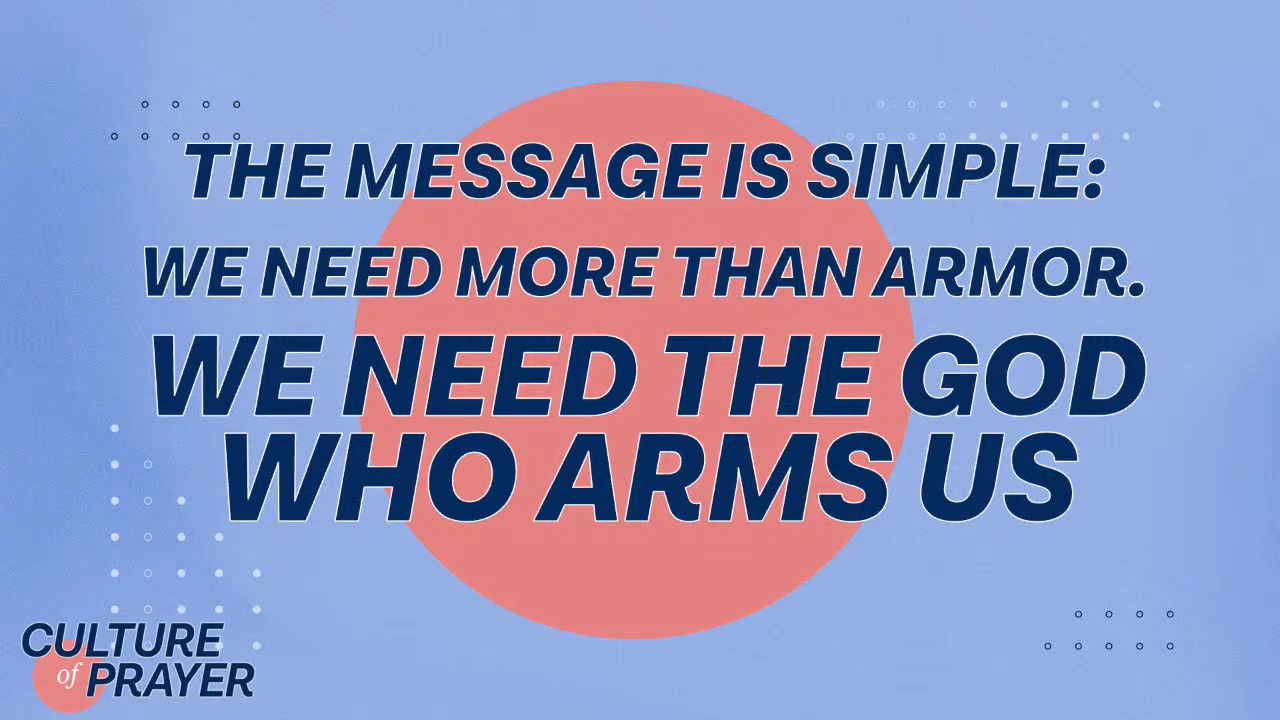 THE MESSAGE IS SIMPLE:
WE NEED MORE THAN ARMOR.
WE NEED THE GOD
WHO ARMS US
CULTURE
of PRAYER